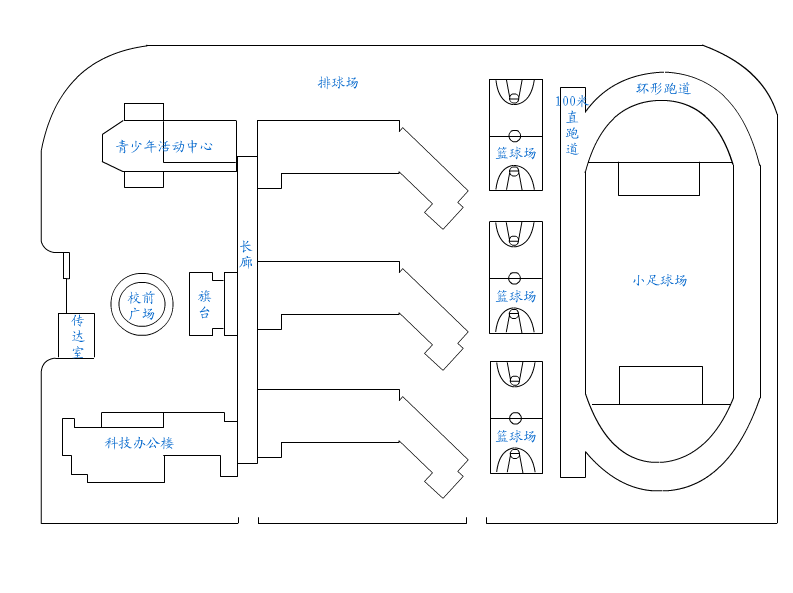 排球场
环形跑道
100米
直
跑
道
青少年活动中心
篮球场
长
廊
校前
广场
旗
台
篮球场
小足球场
传
达
室
科技办公楼
篮球场